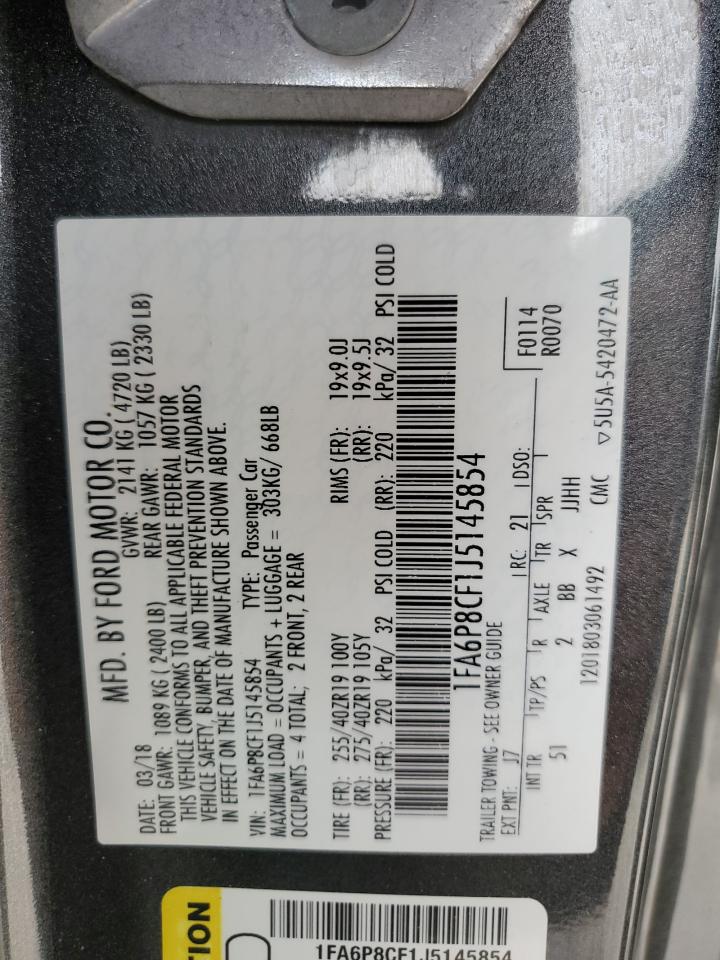 MFD. BY FORD MOTOR CO.
DATE: 03/18 GVWR: 2141 KG ( 4720 LB)
FRONT GAWR: 1089 KG ( 2400 LB) REAR GAWR: 1057 KG ( 2330 LB)
THIS VEHICLE CONFORMS TO ALL APPLICABLE FEDERAL MOTOR
VEHICLE SAFETY, BUMPER, AND THEFT PREVENTION STANDARDS
IN EFFECT ON THE DATE OF MANUFACTURE SHOWN ABOVE.
VIN: 1FA6P8CF1J5145854 TYPE: Passenger Car
MAXIMUM LOAD = OCCUPANTS + LUGGAGE = 303KG/ 668LB
OCCUPANTS = 4 TOTAL; 2 FRONT, 2 REAR
TIRE (FR): 255/40ZR19 100Y RIMS (FR): 19x9.0J
(RR): 275/40ZR19 105Y (RR): 19x9.5J
PRESSURE (FR): 220 kPa/ 32 PSI COLD (RR): 220 kPa/ 32 PSI COLD
1FA6P8CF1J5145854
TRAILER TOWING - SEE OWNER GUIDE
EXT PNT: J7 RC: 21 DSO: F0114
R0070
INT TR TP/PS R AXLE TR SPR
51 2 BB X JJHH
1201803061492 CMC ▽5U5A-5420472-AA
TION
1FA6P8CF1J5145854